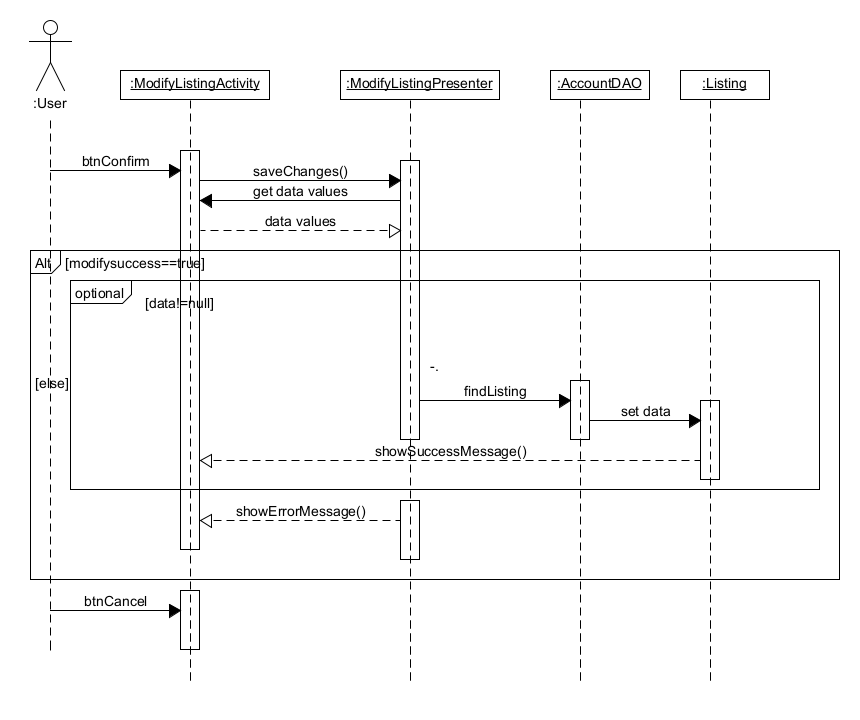 :User
:ModifyListingActivity
:ModifyListingPresenter
:AccountDAO
:Listing
btnConfirm
saveChanges()
get data values
data values
Alt
[modifysuccess==true]
optional
[data!=null]
-.
[else]
findListing
set data
showSuccessMessage()
showErrorMessage()
btnCancel